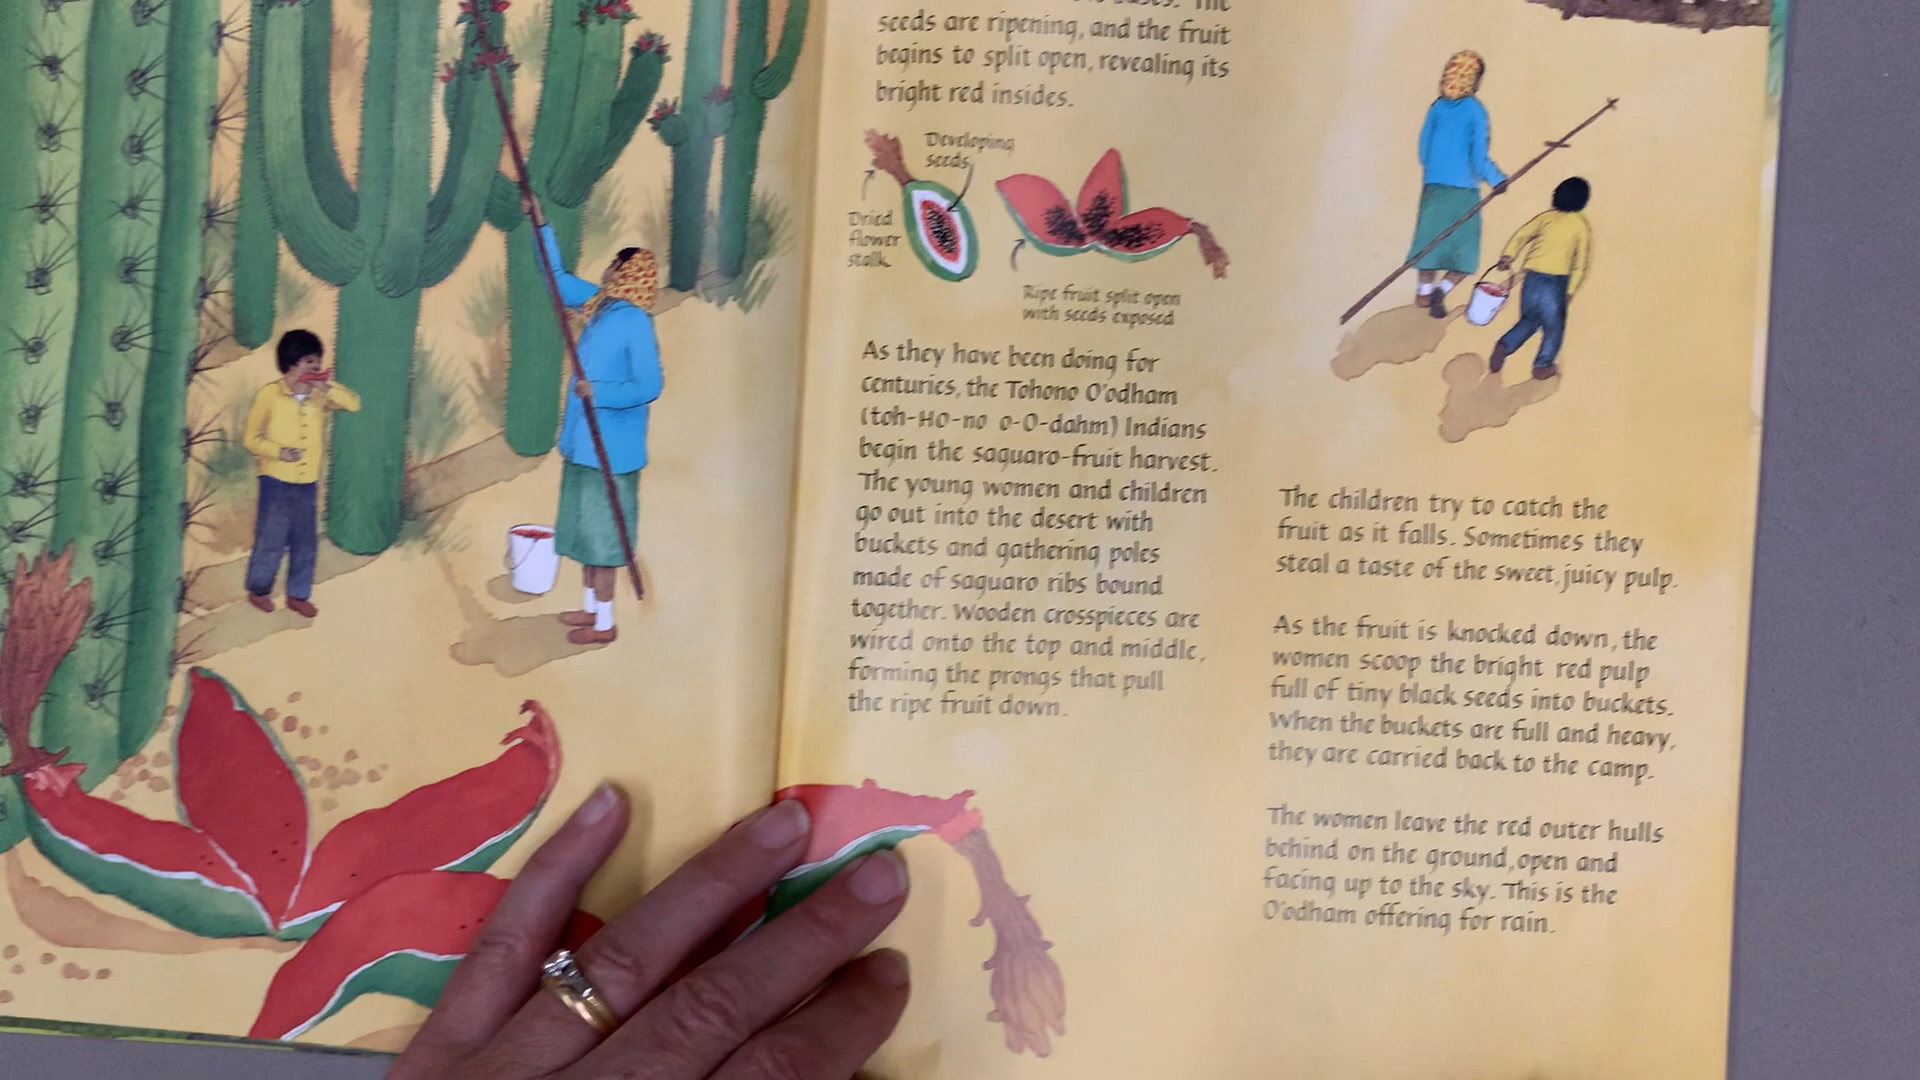 seeds are ripening, and the fruit
begins to split open, revealing its
bright red insides.
Developing
seeds
Dried
flower
stalk
Ripe fruit split open
with seeds exposed
As they have been doing for
centuries, the Tohono O'odham
(toh-HO-no o-O-dahm) Indians
begin the saguaro-fruit harvest.
The young women and children
go out into the desert with
buckets and gathering poles
made of saguaro ribs bound
together. Wooden crosspieces are
wired onto the top and middle,
forming the prongs that pull
the ripe fruit down.
The children try to catch the
fruit as it falls. Sometimes they
steal a taste of the sweet, juicy pulp.
As the fruit is knocked down, the
women scoop the bright red pulp
full of tiny black seeds into buckets.
When the buckets are full and heavy,
they are carried back to the camp.
The women leave the red outer hulls
behind on the ground, open and
facing up to the sky. This is the
O'odham offering for rain.